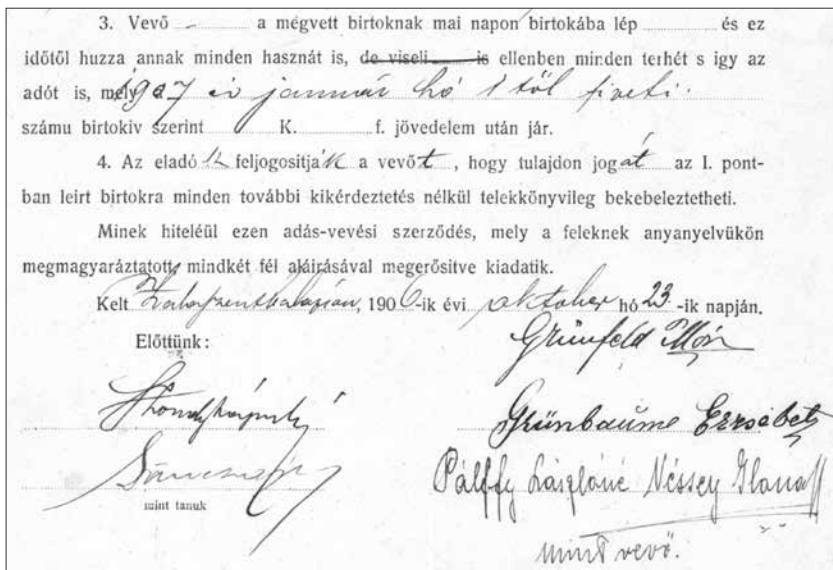 3. Vevő a megvett birtoknak mai napon birtokába lép és ez
időtől huzza annak minden hasznát is, de viseli is ellenben minden terhét s igy az
adót is, mely a 1907 év január hó 1 től fizeti.
számu birtokiv szerint K. f. jövedelem után jár.
4. Az eladó k feljogositják a vevőt, hogy tulajdon jogát az I. pont-
ban leirt birtokra minden további kikérdeztetés nélkül telekkönyvileg bekebeleztetheti.
Minek hiteléül ezen adás-vevési szerződés, mely a feleknek anyanyelvükön
megmagyaráztatott, mindkét fél aláirásával megerősitve kiadatik.
Kelt 1906-ik évi oktober hó 23-ik napján.
Előttünk:
Grünfeld Mór
Grünbaume Erzsébet
Pálffy Lászlóné Véssey Ilona
mint tanuk
mint vevő.